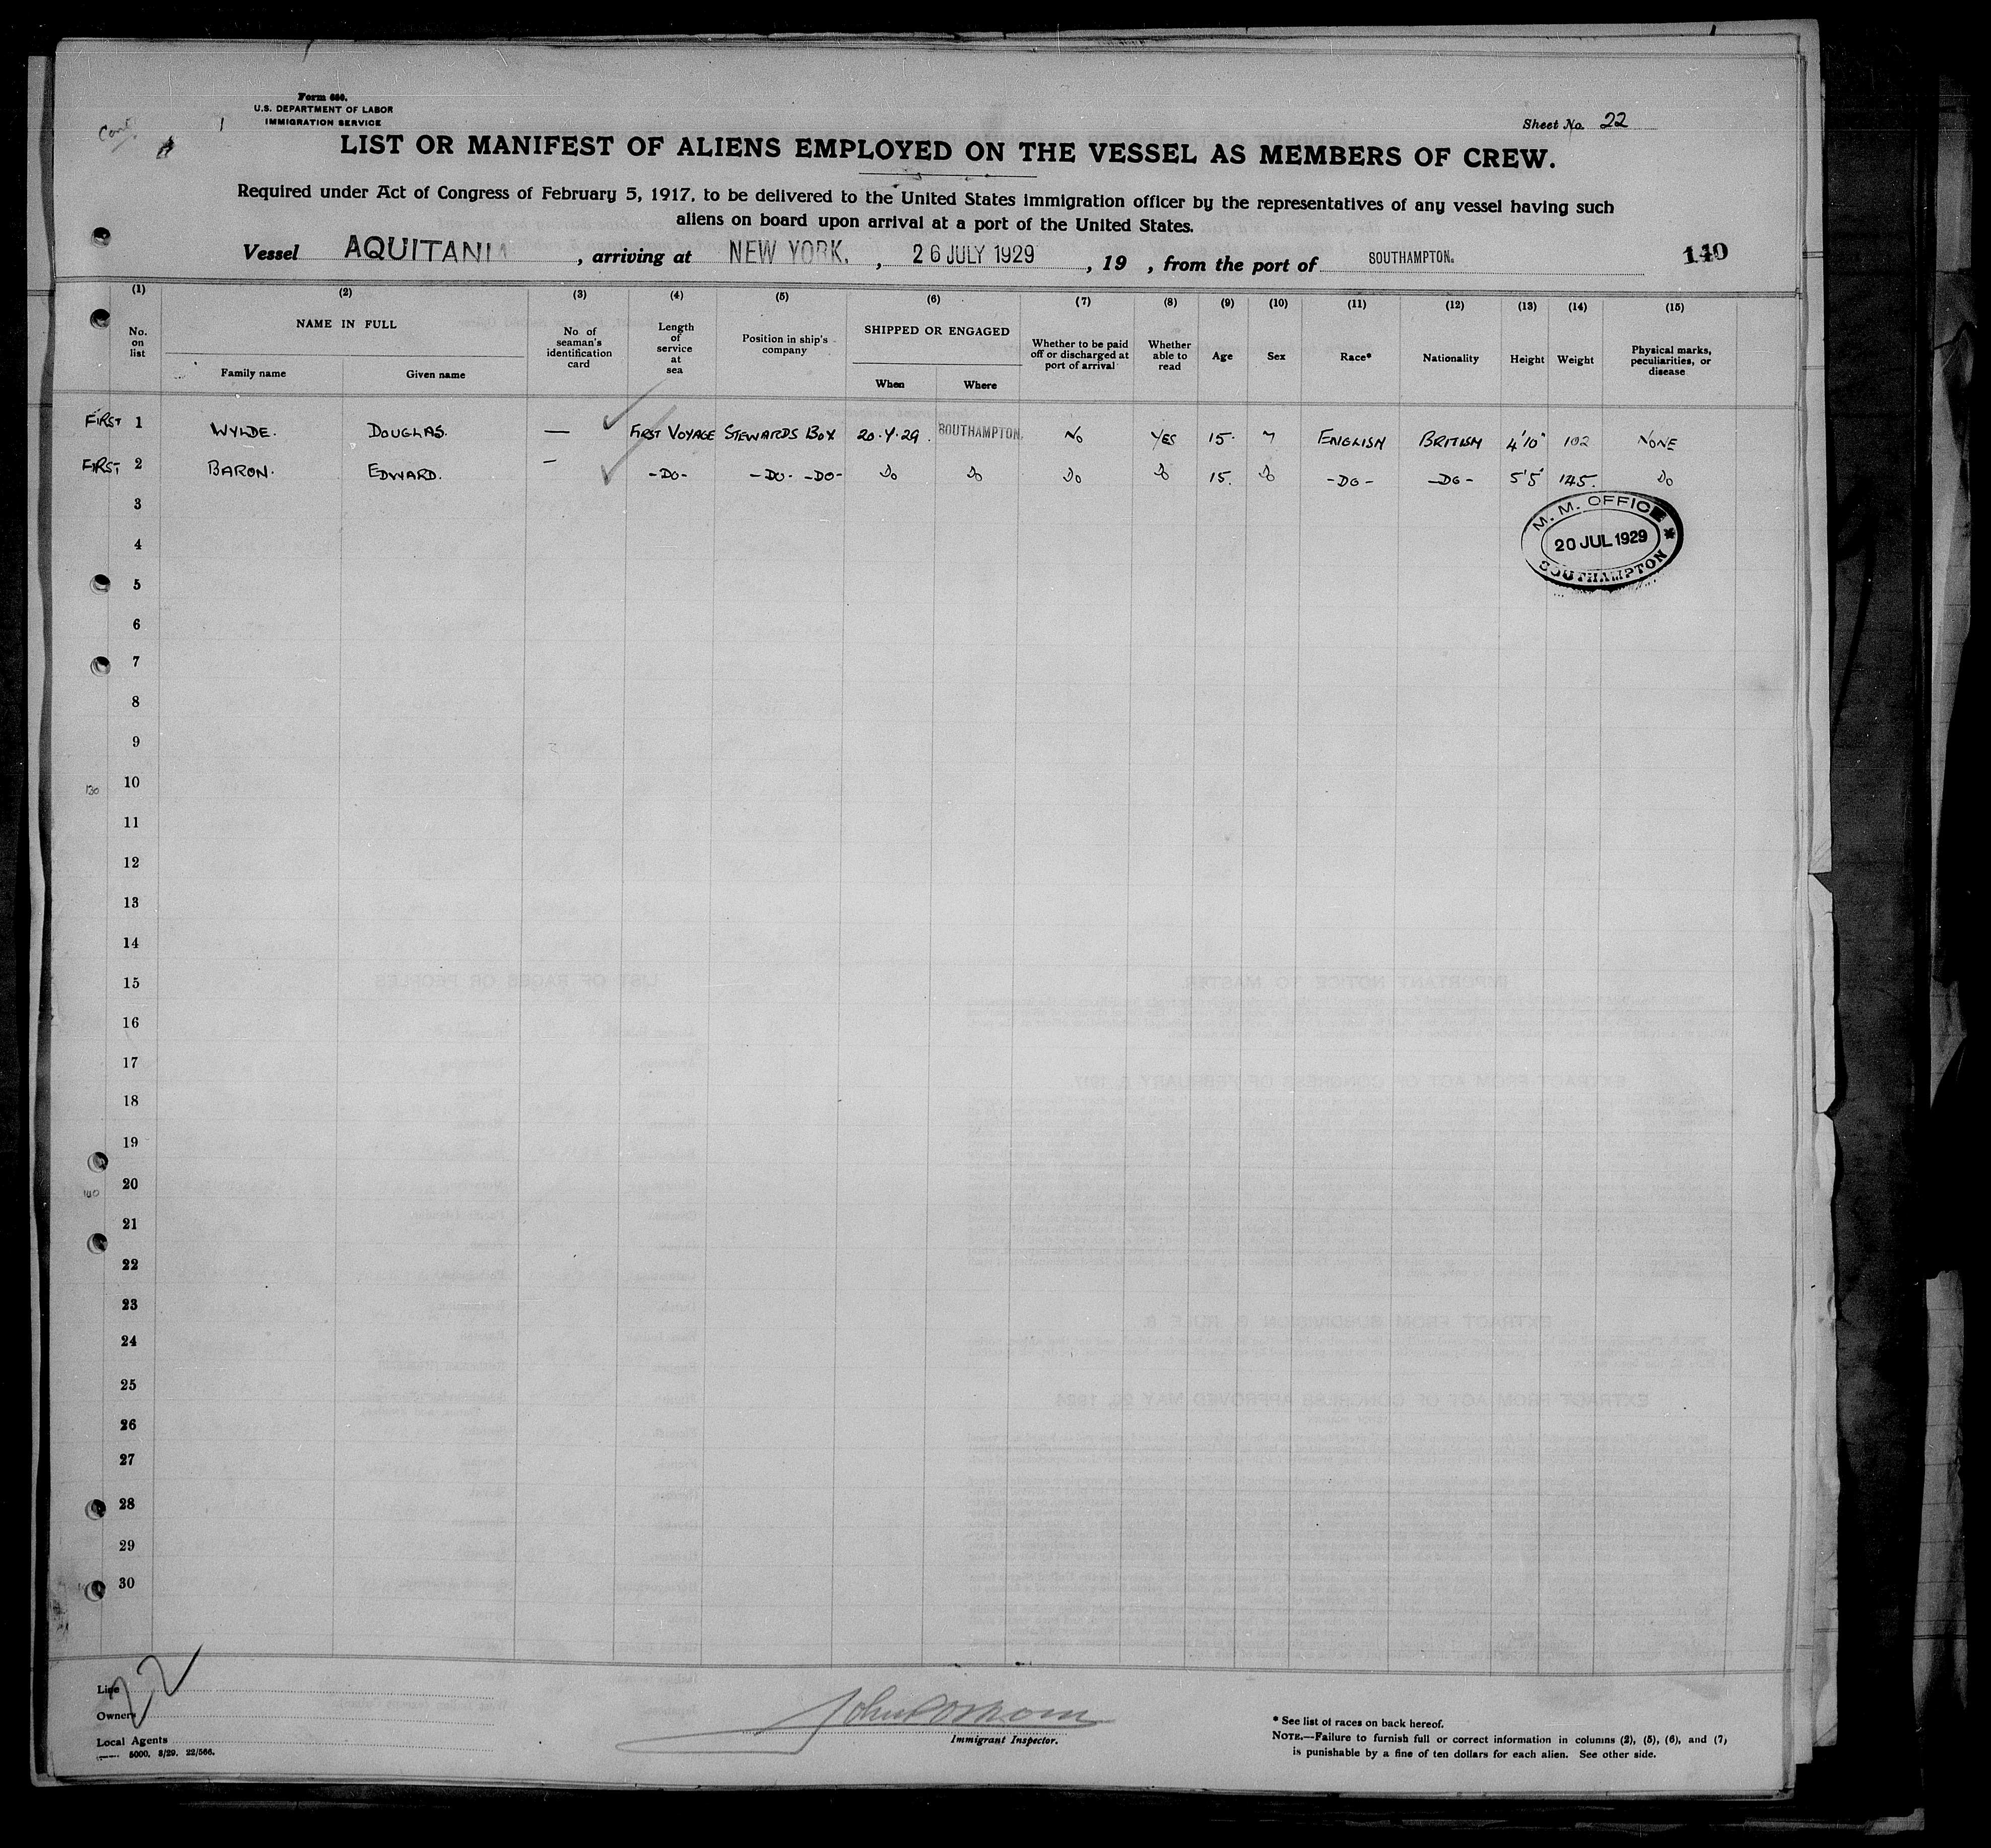 Form 680.
U.S. DEPARTMENT OF LABOR
IMMIGRATION SERVICE
Cont.
1
Sheet No. 22
LIST OR MANIFEST OF ALIENS EMPLOYED ON THE VESSEL AS MEMBERS OF CREW.
Required under Act of Congress of February 5, 1917, to be delivered to the United States immigration officer by the representatives of any vessel having such
aliens on board upon arrival at a port of the United States.
Vessel AQUITANIA , arriving at NEW YORK. , 26 JULY 1929 , 19 , from the port of SOUTHAMPTON. 140
(1) (2) (3) (4) (5) (6) (7) (8) (9) (10) (11) (12) (13) (14) (15)
No. on list NAME IN FULL Family name Given name No. of seaman's identification card Length of service at sea Position in ship's company SHIPPED OR ENGAGED When Where Whether to be paid off or discharged at port of arrival Whether able to read Age Sex Race* Nationality Height Weight Physical marks, peculiarities, or disease
FIRST 1 WYLDE. DOUGLAS. — FIRST VOYAGE STEWARDS BOY 20.7.29. SOUTHAMPTON. No YES 15. M ENGLISH BRITISH 4'10" 102 NONE
FIRST 2 BARON. EDWARD. — -DO- -DO- -DO- Do Do Do Do 15. Do -DO- -DO- 5'5" 145. Do
3
M. M. OFFICE
20 JUL 1929
SOUTHAMPTON
4
5
6
7
8
9
130 10
11
12
13
14
15
16
17
18
19
140 20
21
22
23
24
25
26
27
28
29
30
22
Line
Owners
Local Agents
5000. 3/29. 22/566.
Immigrant Inspector.
* See list of races on back hereof.
NOTE.—Failure to furnish full or correct information in columns (2), (5), (6), and (7)
is punishable by a fine of ten dollars for each alien. See other side.